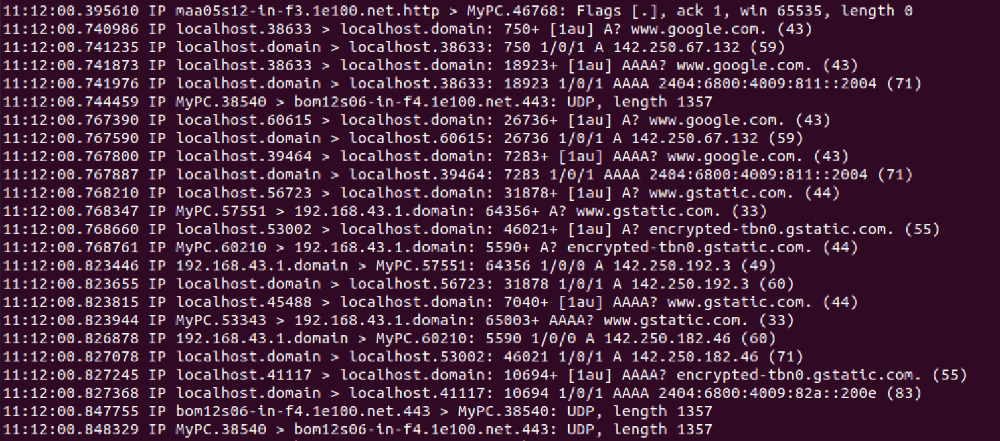 11:12:00.395610 IP maa05s12-in-f3.1e100.net.http > MyPC.46768: Flags [.], ack 1, win 65535, length 0
11:12:00.740986 IP localhost.38633 > localhost.domain: 750+ [1au] A? www.google.com. (43)
11:12:00.741235 IP localhost.domain > localhost.38633: 750 1/0/1 A 142.250.67.132 (59)
11:12:00.741873 IP localhost.38633 > localhost.domain: 18923+ [1au] AAAA? www.google.com. (43)
11:12:00.741976 IP localhost.domain > localhost.38633: 18923 1/0/1 AAAA 2404:6800:4009:811::2004 (71)
11:12:00.744459 IP MyPC.38540 > bom12s06-in-f4.1e100.net.443: UDP, length 1357
11:12:00.767390 IP localhost.60615 > localhost.domain: 26736+ [1au] A? www.google.com. (43)
11:12:00.767590 IP localhost.domain > localhost.60615: 26736 1/0/1 A 142.250.67.132 (59)
11:12:00.767800 IP localhost.39464 > localhost.domain: 7283+ [1au] AAAA? www.google.com. (43)
11:12:00.767887 IP localhost.domain > localhost.39464: 7283 1/0/1 AAAA 2404:6800:4009:811::2004 (71)
11:12:00.768210 IP localhost.56723 > localhost.domain: 31878+ [1au] A? www.gstatic.com. (44)
11:12:00.768347 IP MyPC.57551 > 192.168.43.1.domain: 64356+ A? www.gstatic.com. (33)
11:12:00.768660 IP localhost.53002 > localhost.domain: 46021+ [1au] A? encrypted-tbn0.gstatic.com. (55)
11:12:00.768761 IP MyPC.60210 > 192.168.43.1.domain: 5590+ A? encrypted-tbn0.gstatic.com. (44)
11:12:00.823446 IP 192.168.43.1.domain > MyPC.57551: 64356 1/0/0 A 142.250.192.3 (49)
11:12:00.823655 IP localhost.domain > localhost.56723: 31878 1/0/1 A 142.250.192.3 (60)
11:12:00.823815 IP localhost.45488 > localhost.domain: 7040+ [1au] AAAA? www.gstatic.com. (44)
11:12:00.823944 IP MyPC.53343 > 192.168.43.1.domain: 65003+ AAAA? www.gstatic.com. (33)
11:12:00.826878 IP 192.168.43.1.domain > MyPC.60210: 5590 1/0/0 A 142.250.182.46 (60)
11:12:00.827078 IP localhost.domain > localhost.53002: 46021 1/0/1 A 142.250.182.46 (71)
11:12:00.827245 IP localhost.41117 > localhost.domain: 10694+ [1au] AAAA? encrypted-tbn0.gstatic.com. (55)
11:12:00.827368 IP localhost.domain > localhost.41117: 10694 1/0/1 AAAA 2404:6800:4009:82a::200e (83)
11:12:00.847755 IP bom12s06-in-f4.1e100.net.443 > MyPC.38540: UDP, length 1357
11:12:00.848329 IP MyPC.38540 > bom12s06-in-f4.1e100.net.443: UDP, length 1357